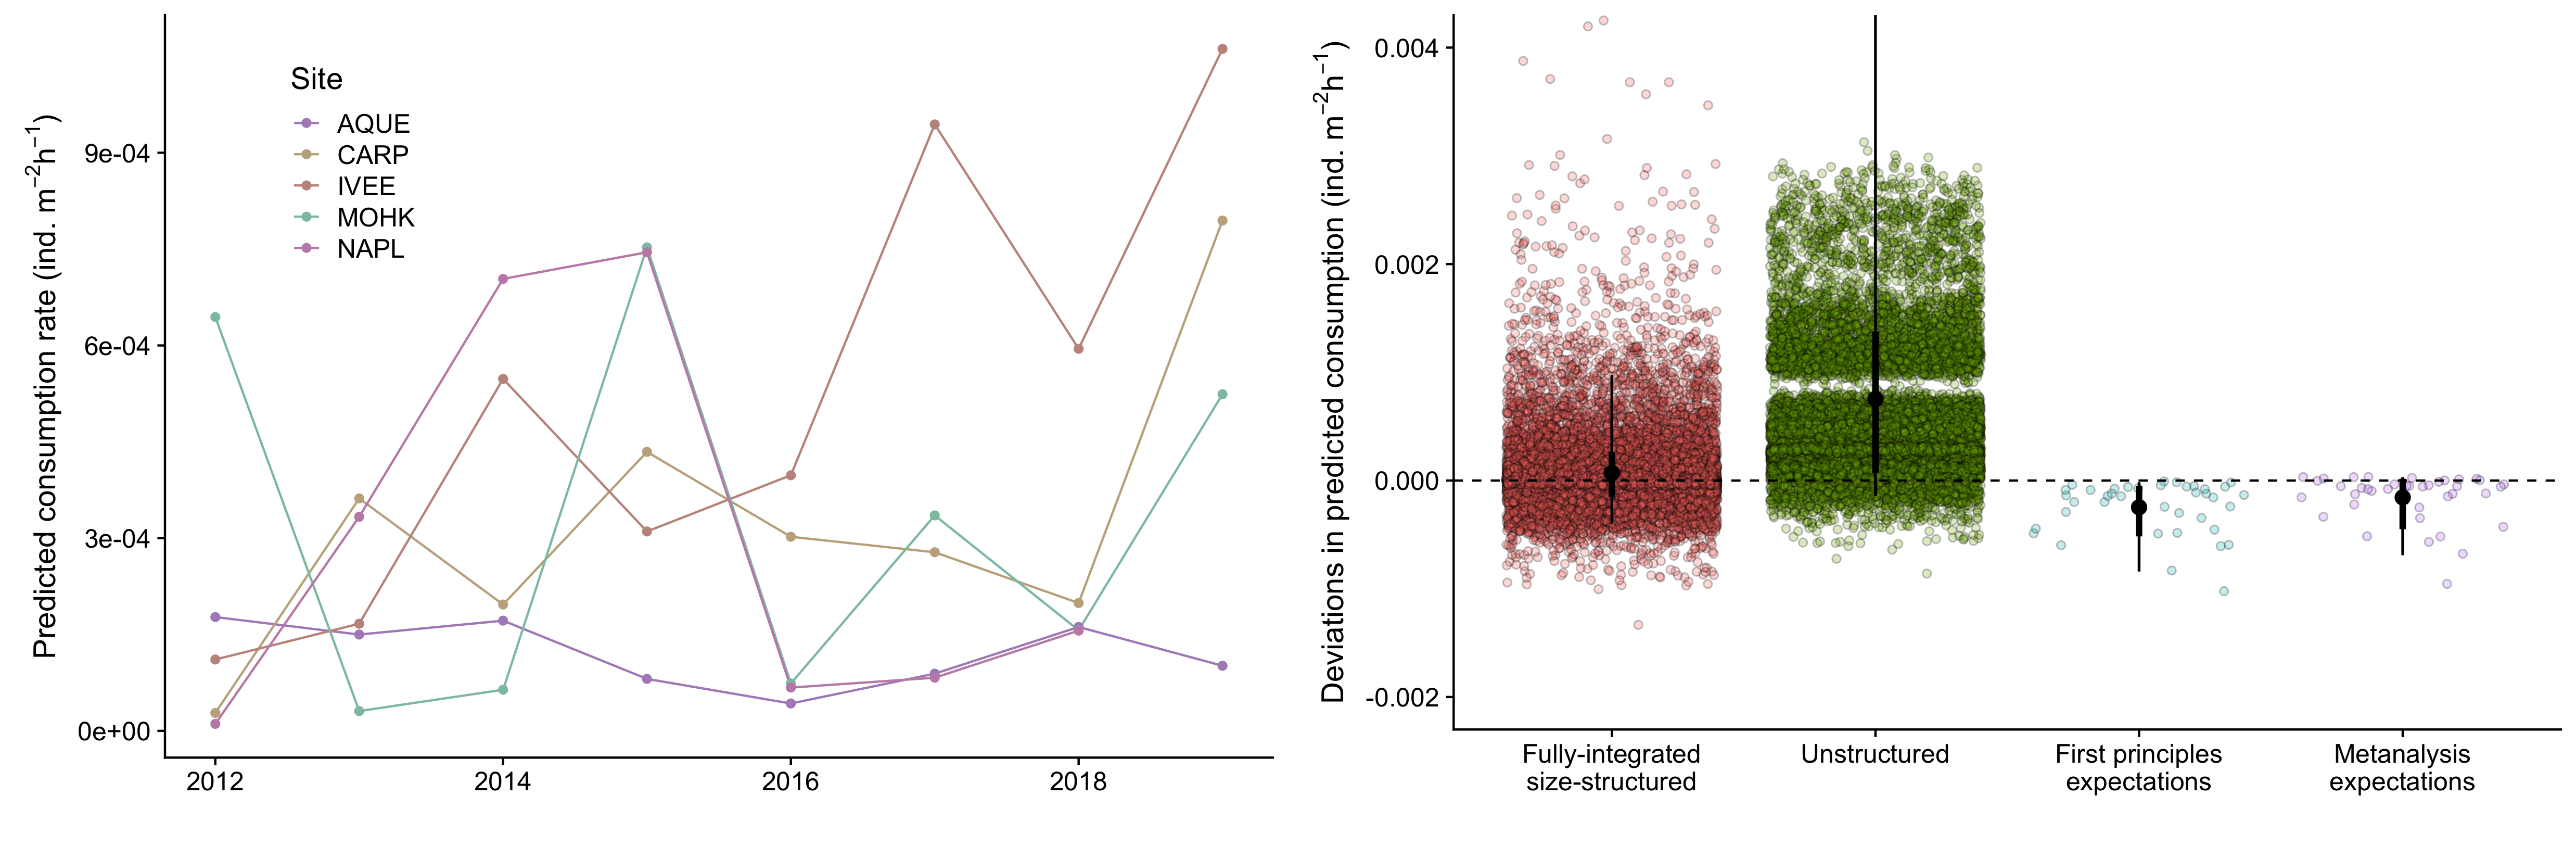 Predicted consumption rate (ind. m⁻²h⁻¹)
9e-04
6e-04
3e-04
0e+00
Site
AQUE
CARP
IVEE
MOHK
NAPL
2012
2014
2016
2018
Deviations in predicted consumption (ind. m⁻²h⁻¹)
0.004
0.002
0.000
-0.002
Fully-integrated
size-structured
Unstructured
First principles
expectations
Metanalysis
expectations